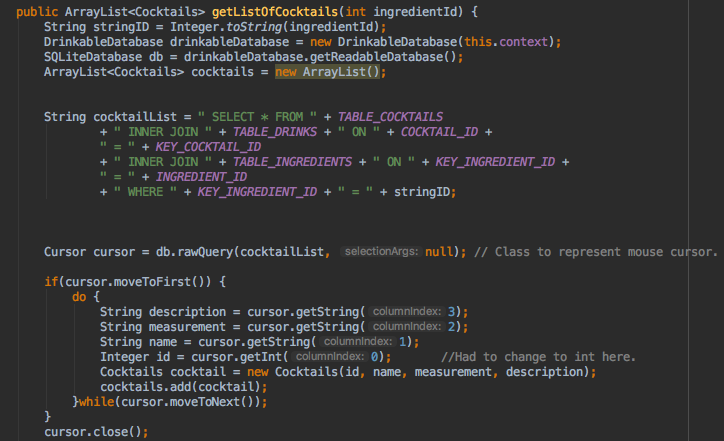 public ArrayList<Cocktails> getListOfCocktails(int ingredientId) {
String stringID = Integer.toString(ingredientId);
DrinkableDatabase drinkableDatabase = new DrinkableDatabase(this.context);
SQLiteDatabase db = drinkableDatabase.getReadableDatabase();
ArrayList<Cocktails> cocktails = new ArrayList();
String cocktailList = " SELECT * FROM " + TABLE_COCKTAILS
+ " INNER JOIN " + TABLE_DRINKS + " ON " + COCKTAIL_ID +
" = " + KEY_COCKTAIL_ID
+ " INNER JOIN " + TABLE_INGREDIENTS + " ON " + KEY_INGREDIENT_ID +
" = " + INGREDIENT_ID
+ " WHERE " + KEY_INGREDIENT_ID + " = " + stringID;
Cursor cursor = db.rawQuery(cocktailList, selectionArgs: null); // Class to represent mouse cursor.
if(cursor.moveToFirst()) {
do {
String description = cursor.getString( columnIndex: 3);
String measurement = cursor.getString( columnIndex: 2);
String name = cursor.getString( columnIndex: 1);
Integer id = cursor.getInt( columnIndex: 0); //Had to change to int here.
Cocktails cocktail = new Cocktails(id, name, measurement, description);
cocktails.add(cocktail);
}while(cursor.moveToNext());
}
cursor.close();